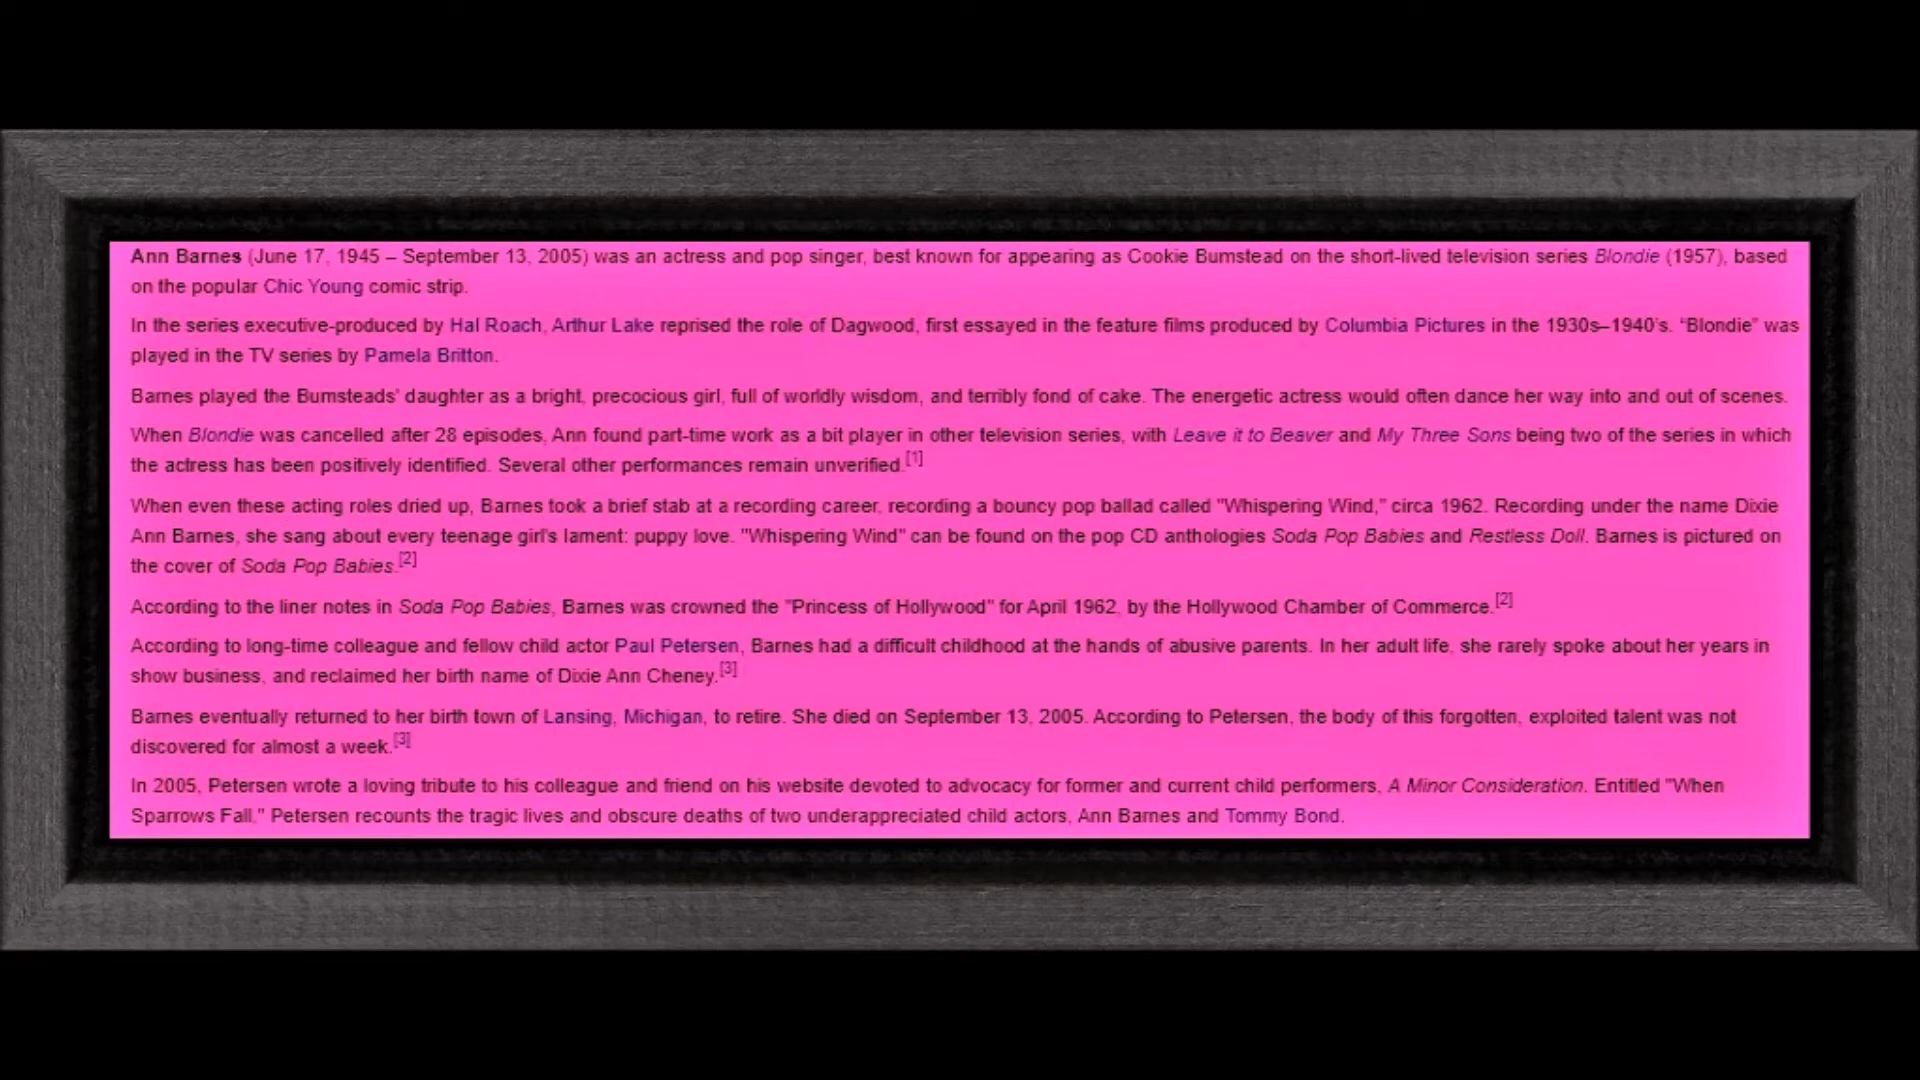 Ann Barnes (June 17, 1945 – September 13, 2005) was an actress and pop singer, best known for appearing as Cookie Bumstead on the short-lived television series Blondie (1957), based
on the popular Chic Young comic strip.
In the series executive-produced by Hal Roach, Arthur Lake reprised the role of Dagwood, first essayed in the feature films produced by Columbia Pictures in the 1930s–1940's. “Blondie” was
played in the TV series by Pamela Britton.
Barnes played the Bumsteads' daughter as a bright, precocious girl, full of worldly wisdom, and terribly fond of cake. The energetic actress would often dance her way into and out of scenes.
When Blondie was cancelled after 28 episodes, Ann found part-time work as a bit player in other television series, with Leave it to Beaver and My Three Sons being two of the series in which
the actress has been positively identified. Several other performances remain unverified.[1]
When even these acting roles dried up, Barnes took a brief stab at a recording career, recording a bouncy pop ballad called "Whispering Wind," circa 1962. Recording under the name Dixie
Ann Barnes, she sang about every teenage girl's lament: puppy love. "Whispering Wind" can be found on the pop CD anthologies Soda Pop Babies and Restless Doll. Barnes is pictured on
the cover of Soda Pop Babies.[2]
According to the liner notes in Soda Pop Babies, Barnes was crowned the "Princess of Hollywood" for April 1962, by the Hollywood Chamber of Commerce.[2]
According to long-time colleague and fellow child actor Paul Petersen, Barnes had a difficult childhood at the hands of abusive parents. In her adult life, she rarely spoke about her years in
show business, and reclaimed her birth name of Dixie Ann Cheney.[3]
Barnes eventually returned to her birth town of Lansing, Michigan, to retire. She died on September 13, 2005. According to Petersen, the body of this forgotten, exploited talent was not
discovered for almost a week.[3]
In 2005, Petersen wrote a loving tribute to his colleague and friend on his website devoted to advocacy for former and current child performers, A Minor Consideration. Entitled "When
Sparrows Fall," Petersen recounts the tragic lives and obscure deaths of two underappreciated child actors, Ann Barnes and Tommy Bond.